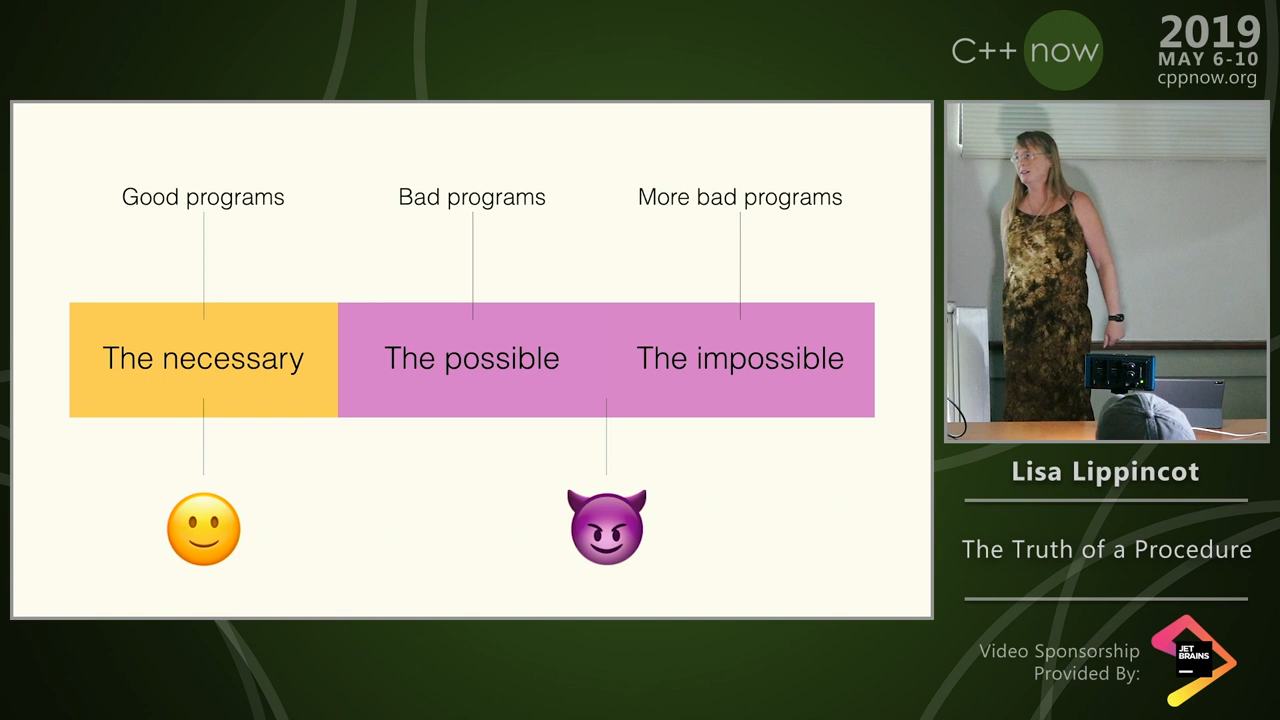 C++ now
2019
MAY 6-10
cppnow.org
Good programs
Bad programs
More bad programs
The necessary
The possible
The impossible
Lisa Lippincot
The Truth of a Procedure
Video Sponsorship
Provided By:
JET
BRAINS